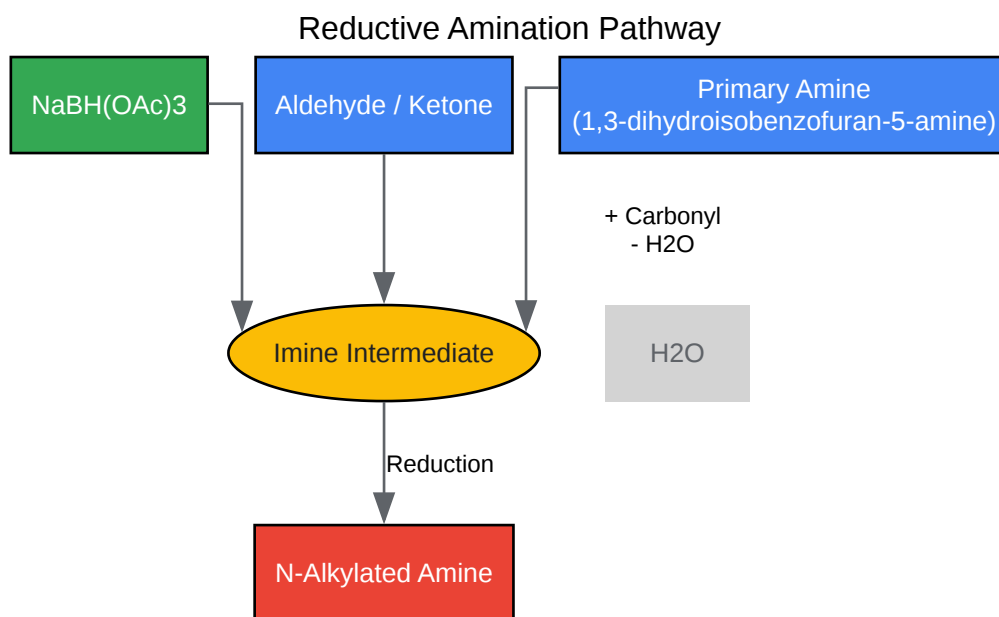 Reductive Amination Pathway
NaBH(OAc)3
Aldehyde / Ketone
Primary Amine
(1,3-dihydroisobenzofuran-5-amine)
+ Carbonyl
- H2O
Imine Intermediate
H2O
Reduction
N-Alkylated Amine